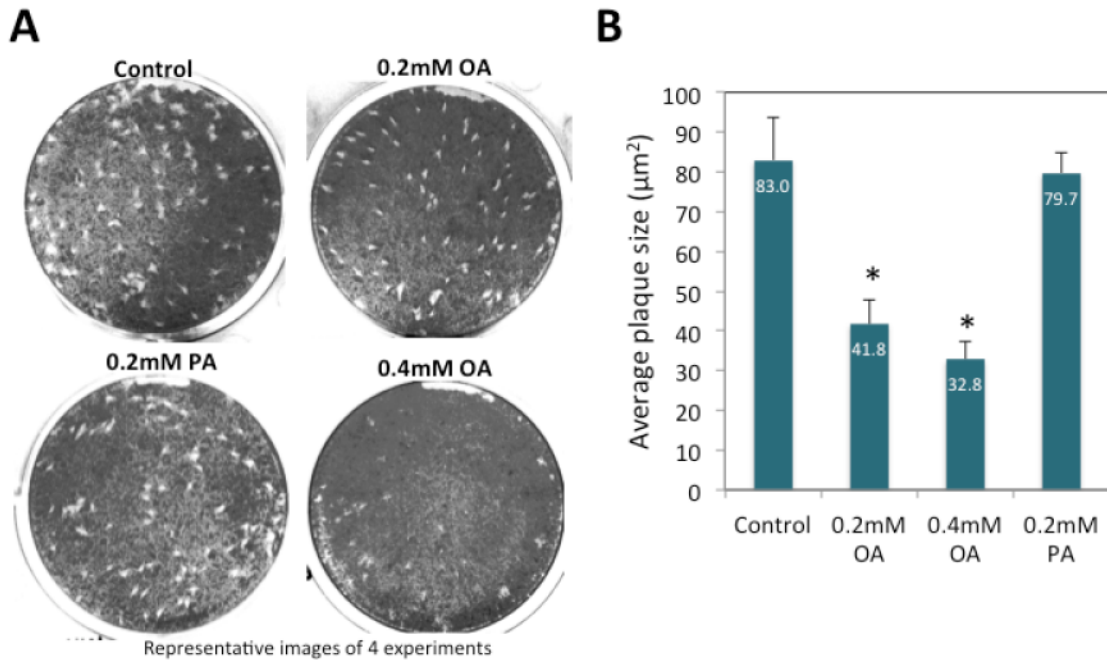 A
Control
0.2mM OA
0.2mM PA
0.4mM OA
Representative images of 4 experiments
B
Average plaque size (µm²)
100
90
80
70
60
50
40
30
20
10
0
83.0
41.8
32.8
79.7
*
*
Control
0.2mM
OA
0.4mM
OA
0.2mM
PA